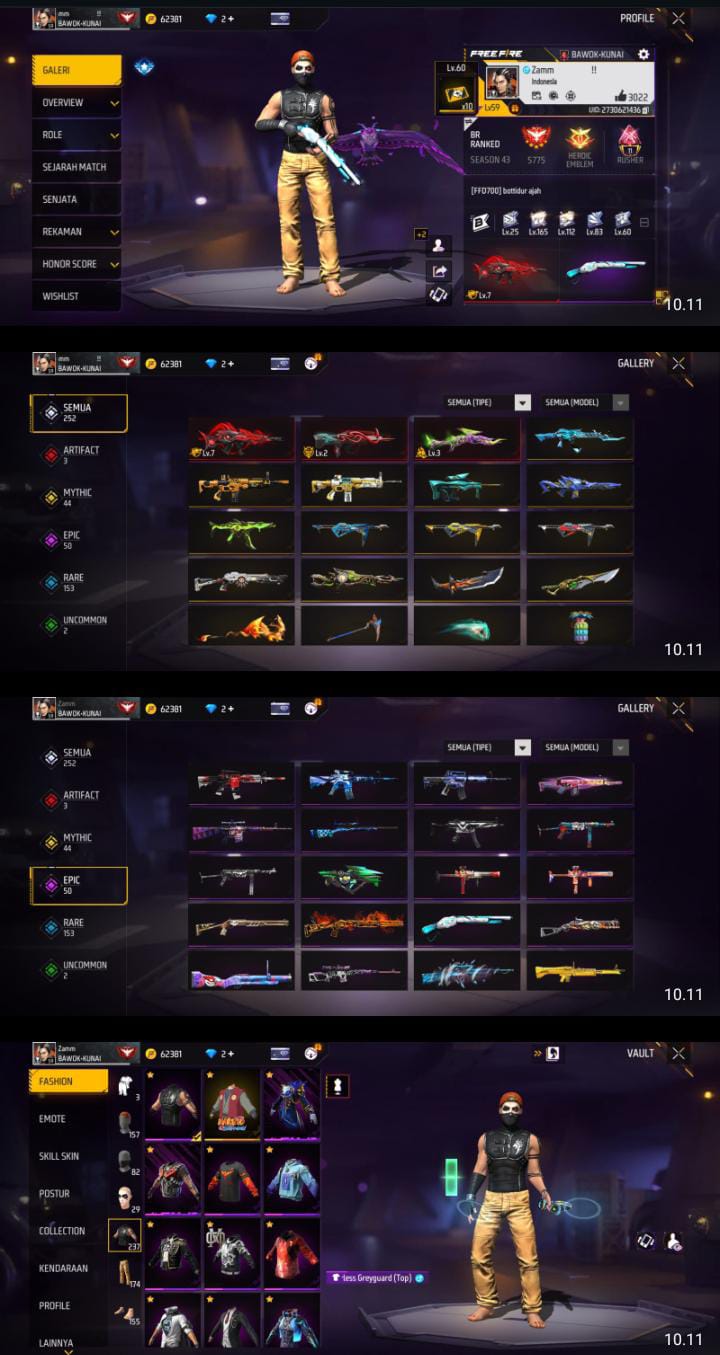 mm !!
BAWOK-KUNAI
62381
2 +
PROFILE
GALERI
OVERVIEW
ROLE
SEJARAH MATCH
SENJATA
REKAMAN
HONOR SCORE
WISHLIST
+2
FREE FIRE
BAWOK-KUNAI
Lv.60
x10
Zamm !!
Indonesia
3022
Lv59
UID: 2730621436
BR RANKED
SEASON 43
5775
HEROIC EMBLEM
11
RUSHER
[FFD700] bottidur ajah
Lv.25 Lv.165 Lv.112 Lv.83 Lv.60
Lv.7
10.11
mm !!
BAWOK-KUNAI
62381
2 +
GALLERY
SEMUA
252
ARTIFACT
3
MYTHIC
44
EPIC
50
RARE
153
UNCOMMON
2
SEMUA (TIPE)
SEMUA (MODEL)
Lv.7
Lv.2
Lv.3
10.11
Zamm
BAWOK-KUNAI
62381
2 +
GALLERY
SEMUA
252
ARTIFACT
3
MYTHIC
44
EPIC
50
RARE
153
UNCOMMON
2
SEMUA (TIPE)
SEMUA (MODEL)
10.11
Zamm
BAWOK-KUNAI
62381
2 +
VAULT
FASHION
EMOTE
SKILL SKIN
POSTUR
COLLECTION
KENDARAAN
PROFILE
LAINNYA
3
157
82
29
237
174
155
less Greyguard (Top)
10.11